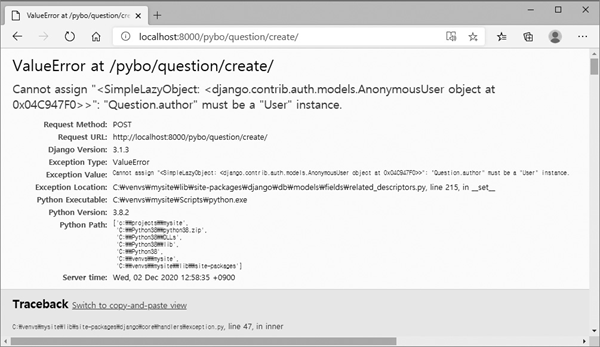 ValueError at /pybo/question/cre
localhost:8000/pybo/question/create/
ValueError at /pybo/question/create/
Cannot assign "<SimpleLazyObject: <django.contrib.auth.models.AnonymousUser object at
0x04C947F0>>": "Question.author" must be a "User" instance.
Request Method: POST
Request URL: http://localhost:8000/pybo/question/create/
Django Version: 3.1.3
Exception Type: ValueError
Exception Value: Cannot assign "<SimpleLazyObject: <django.contrib.auth.models.AnonymousUser object at 0x04C947F0>>": "Question.author" must be a "User" instance.
Exception Location: C:₩venvs₩mysite₩lib₩site-packages₩django₩db₩models₩fields₩related_descriptors.py, line 215, in __set__
Python Executable: C:₩venvs₩mysite₩Scripts₩python.exe
Python Version: 3.8.2
Python Path: ['c:₩₩projects₩₩mysite',
'C:₩₩Python38₩₩python38.zip',
'C:₩₩Python38₩₩DLLs',
'C:₩₩Python38₩₩lib',
'C:₩₩Python38',
'C:₩₩venvs₩₩mysite',
'C:₩₩venvs₩₩mysite₩₩lib₩₩site-packages']
Server time: Wed, 02 Dec 2020 12:58:35 +0900
Traceback Switch to copy-and-paste view
C:₩venvs₩mysite₩lib₩site-packages₩django₩core₩handlers₩exception.py, line 47, in inner